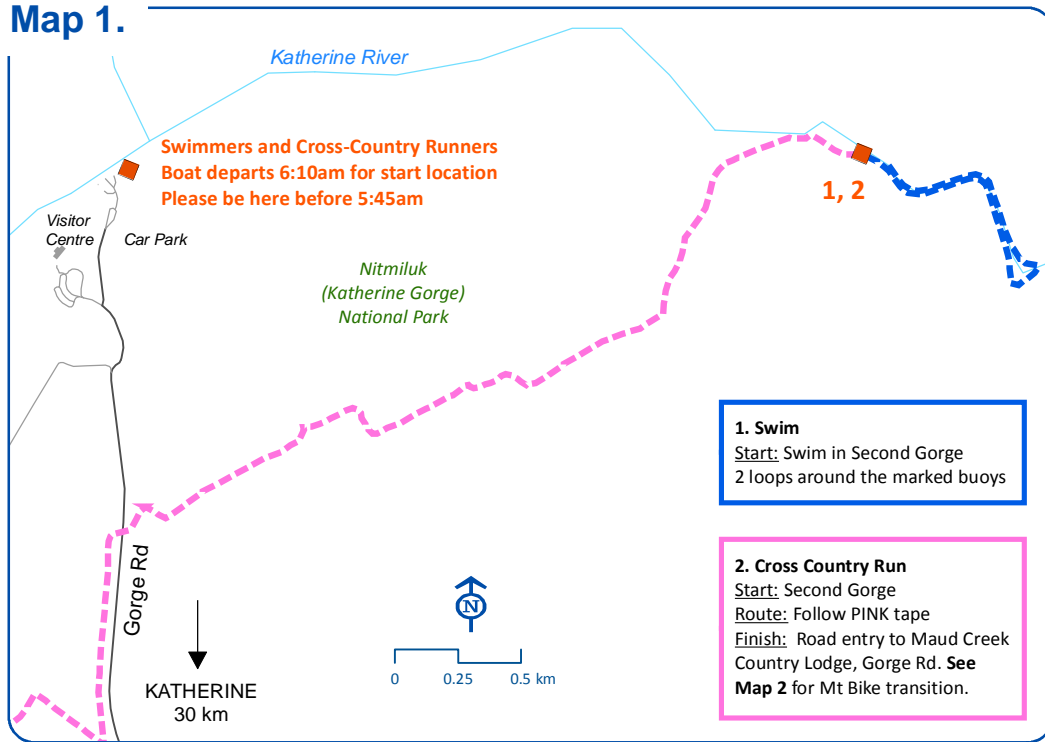 Map 1.
Katherine River
Swimmers and Cross-Country Runners
Boat departs 6:10am for start location
Please be here before 5:45am
1, 2
Visitor
Centre
Car Park
Nitmiluk
(Katherine Gorge)
National Park
1. Swim
Start: Swim in Second Gorge
2 loops around the marked buoys
Gorge Rd
2. Cross Country Run
Start: Second Gorge
Route: Follow PINK tape
Finish: Road entry to Maud Creek
Country Lodge, Gorge Rd. See
Map 2 for Mt Bike transition.
N
0 0.25 0.5 km
KATHERINE
30 km